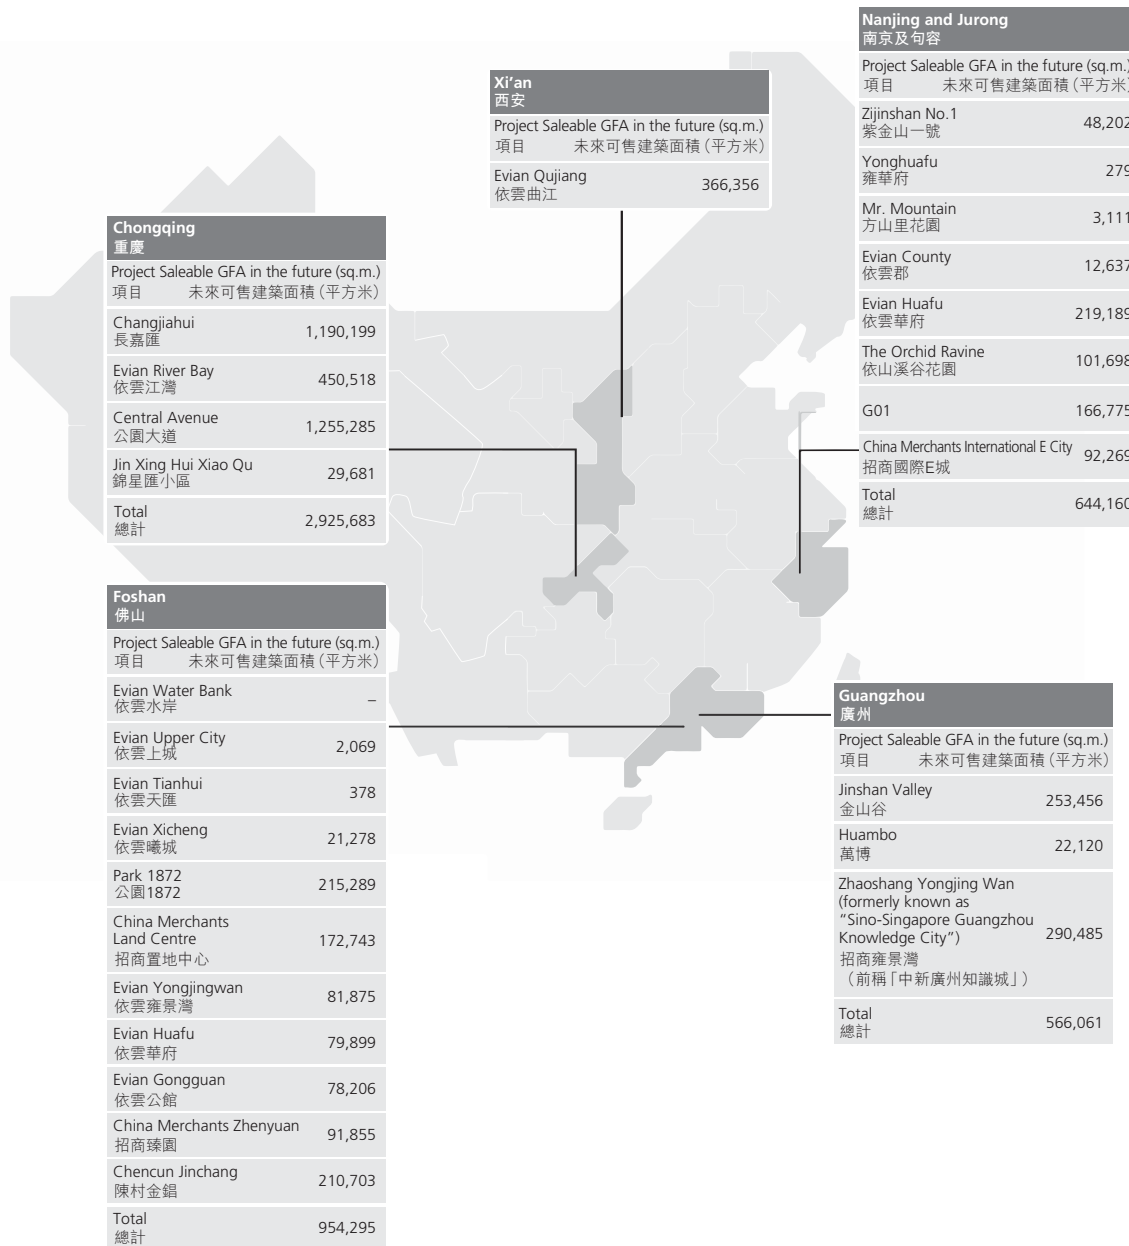 Nanjing and Jurong
南京及句容
Project Saleable GFA in the future (sq.m.)
項目 未來可售建築面積（平方米）
Zijinshan No.1
紫金山一號
48,202
Yonghuafu
雍華府
279
Mr. Mountain
方山里花園
3,111
Evian County
依雲郡
12,637
Evian Huafu
依雲華府
219,189
The Orchid Ravine
依山溪谷花園
101,698
G01 166,775
China Merchants International E City
招商國際E城
92,269
Total
總計
644,160
Xi’an
西安
Project Saleable GFA in the future (sq.m.)
項目 未來可售建築面積（平方米）
Evian Qujiang
依雲曲江
366,356
Chongqing
重慶
Project Saleable GFA in the future (sq.m.)
項目 未來可售建築面積（平方米）
Changjiahui
長嘉匯
1,190,199
Evian River Bay
依雲江灣
450,518
Central Avenue
公園大道
1,255,285
Jin Xing Hui Xiao Qu
錦星匯小區
29,681
Total
總計
2,925,683
Foshan
佛山
Project Saleable GFA in the future (sq.m.)
項目 未來可售建築面積（平方米）
Evian Water Bank
依雲水岸
–
Evian Upper City
依雲上城
2,069
Evian Tianhui
依雲天匯
378
Evian Xicheng
依雲曦城
21,278
Park 1872
公園1872
215,289
China Merchants
Land Centre
招商置地中心
172,743
Evian Yongjingwan
依雲雍景灣
81,875
Evian Huafu
依雲華府
79,899
Evian Gongguan
依雲公館
78,206
China Merchants Zhenyuan
招商臻園
91,855
Chencun Jinchang
陳村金錩
210,703
Total
總計
954,295
Guangzhou
廣州
Project Saleable GFA in the future (sq.m.)
項目 未來可售建築面積（平方米）
Jinshan Valley
金山谷
253,456
Huambo
萬博
22,120
Zhaoshang Yongjing Wan
(formerly known as
“Sino-Singapore Guangzhou
Knowledge City”)
招商雍景灣
（前稱「中新廣州知識城」）
290,485
Total
總計
566,061